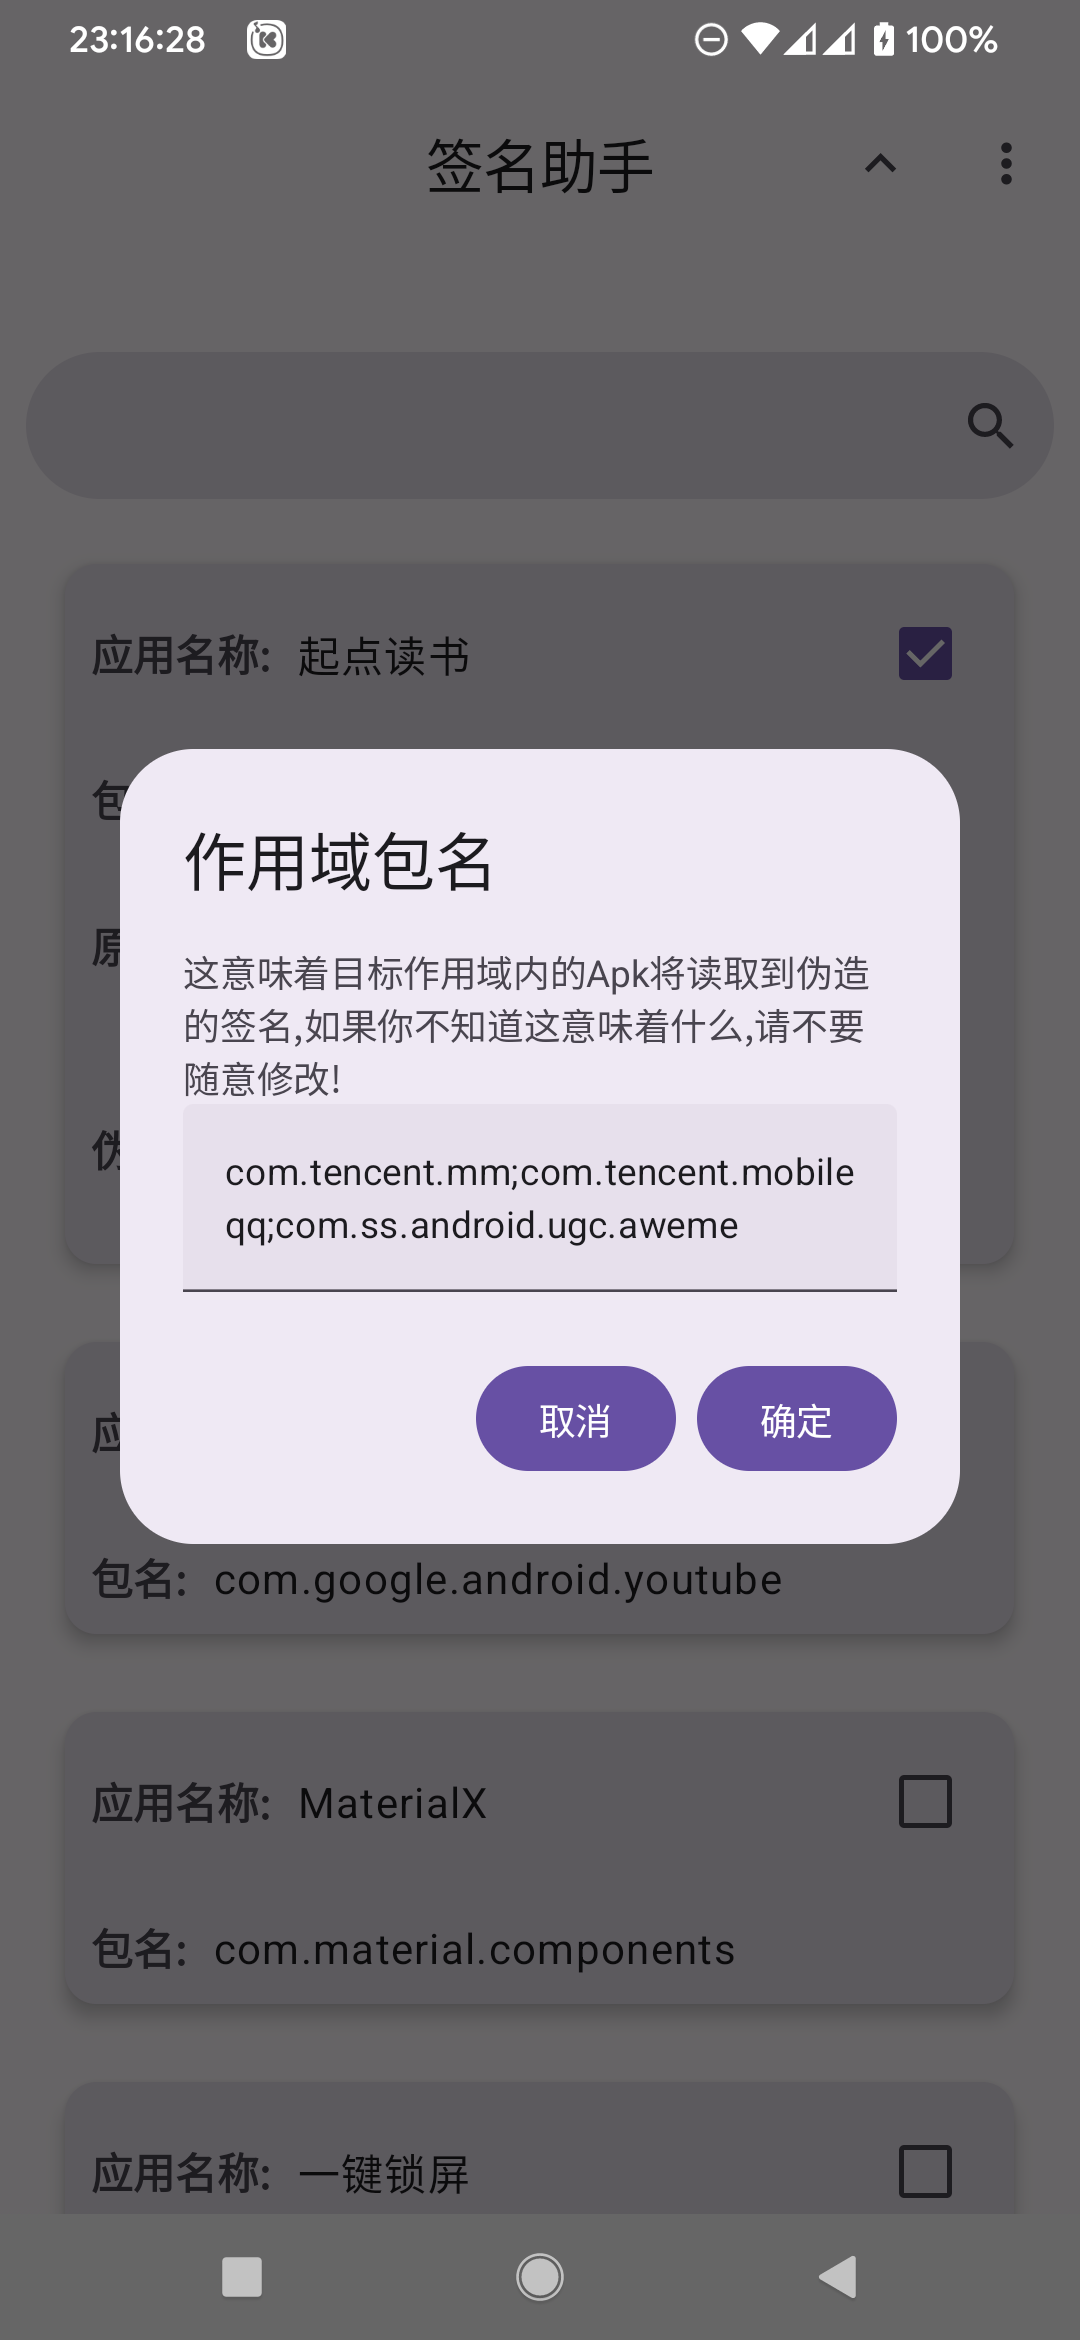 23:16:28
100%
签名助手
应用名称: 起点读书
包
原
伪
作用域包名
这意味着目标作用域内的Apk将读取到伪造
的签名,如果你不知道这意味着什么,请不要
随意修改!
com.tencent.mm;com.tencent.mobile
qq;com.ss.android.ugc.aweme
取消
确定
应
包名: com.google.android.youtube
应用名称: MaterialX
包名: com.material.components
应用名称: 一键锁屏